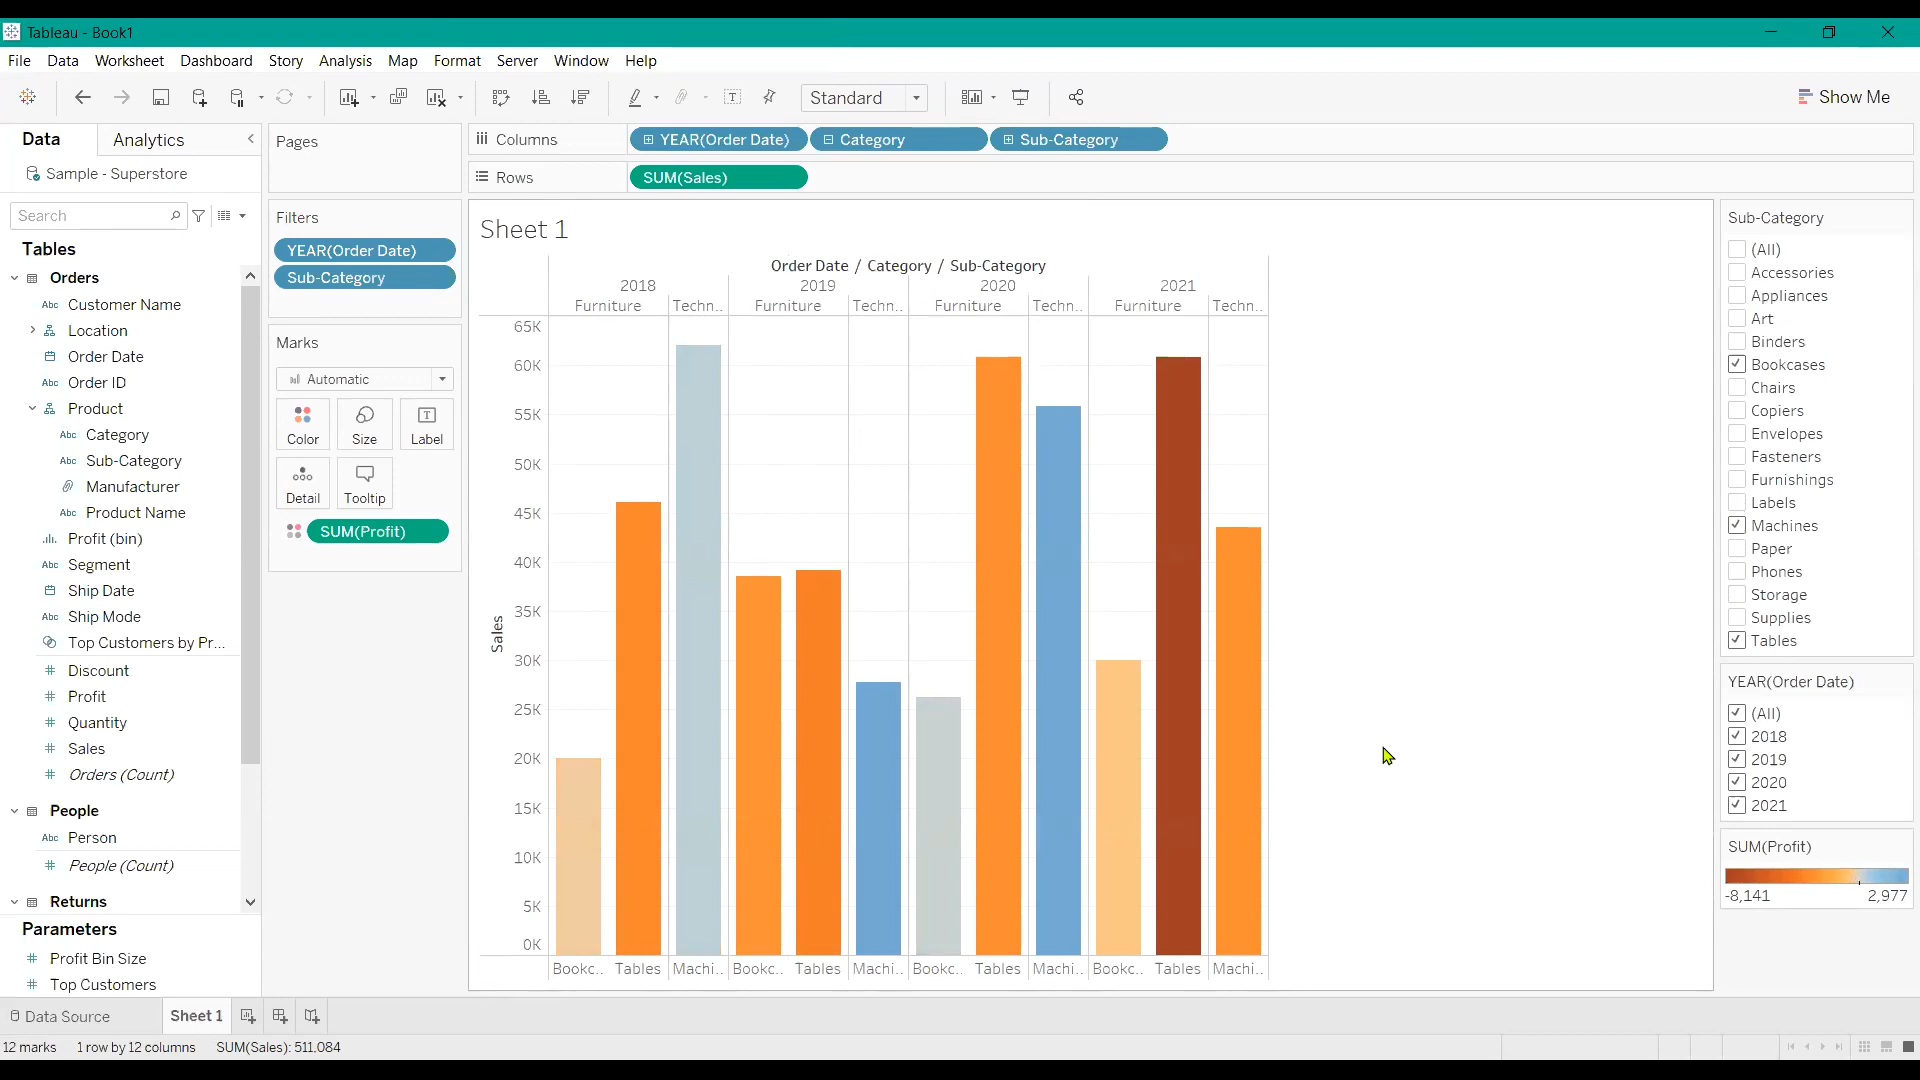 Tableau - Book1
File Data Worksheet Dashboard Story Analysis Map Format Server Window Help
Standard
Show Me
Data Analytics
Sample - Superstore
Search
Tables
Orders
Abc Customer Name
Location
Order Date
Abc Order ID
Product
Abc Category
Abc Sub-Category
Manufacturer
Abc Product Name
Profit (bin)
Abc Segment
Ship Date
Abc Ship Mode
Top Customers by Pr...
# Discount
# Profit
# Quantity
# Sales
# Orders (Count)
People
Abc Person
# People (Count)
Returns
Parameters
# Profit Bin Size
# Top Customers
Pages
Filters
YEAR(Order Date)
Sub-Category
Marks
Automatic
Color Size Label
Detail Tooltip
SUM(Profit)
Columns YEAR(Order Date) Category Sub-Category
Rows SUM(Sales)
Sheet 1
Order Date / Category / Sub-Category
2018 2019 2020 2021
Furniture Techn.. Furniture Techn.. Furniture Techn.. Furniture Techn..
65K
60K
55K
50K
45K
40K
35K
30K
25K
20K
15K
10K
5K
0K
Sales
Bookc.. Tables Machi.. Bookc.. Tables Machi.. Bookc.. Tables Machi.. Bookc.. Tables Machi..
Sub-Category
(All)
Accessories
Appliances
Art
Binders
Bookcases
Chairs
Copiers
Envelopes
Fasteners
Furnishings
Labels
Machines
Paper
Phones
Storage
Supplies
Tables
YEAR(Order Date)
(All)
2018
2019
2020
2021
SUM(Profit)
-8,141 2,977
Data Source Sheet 1
12 marks 1 row by 12 columns SUM(Sales): 511,084